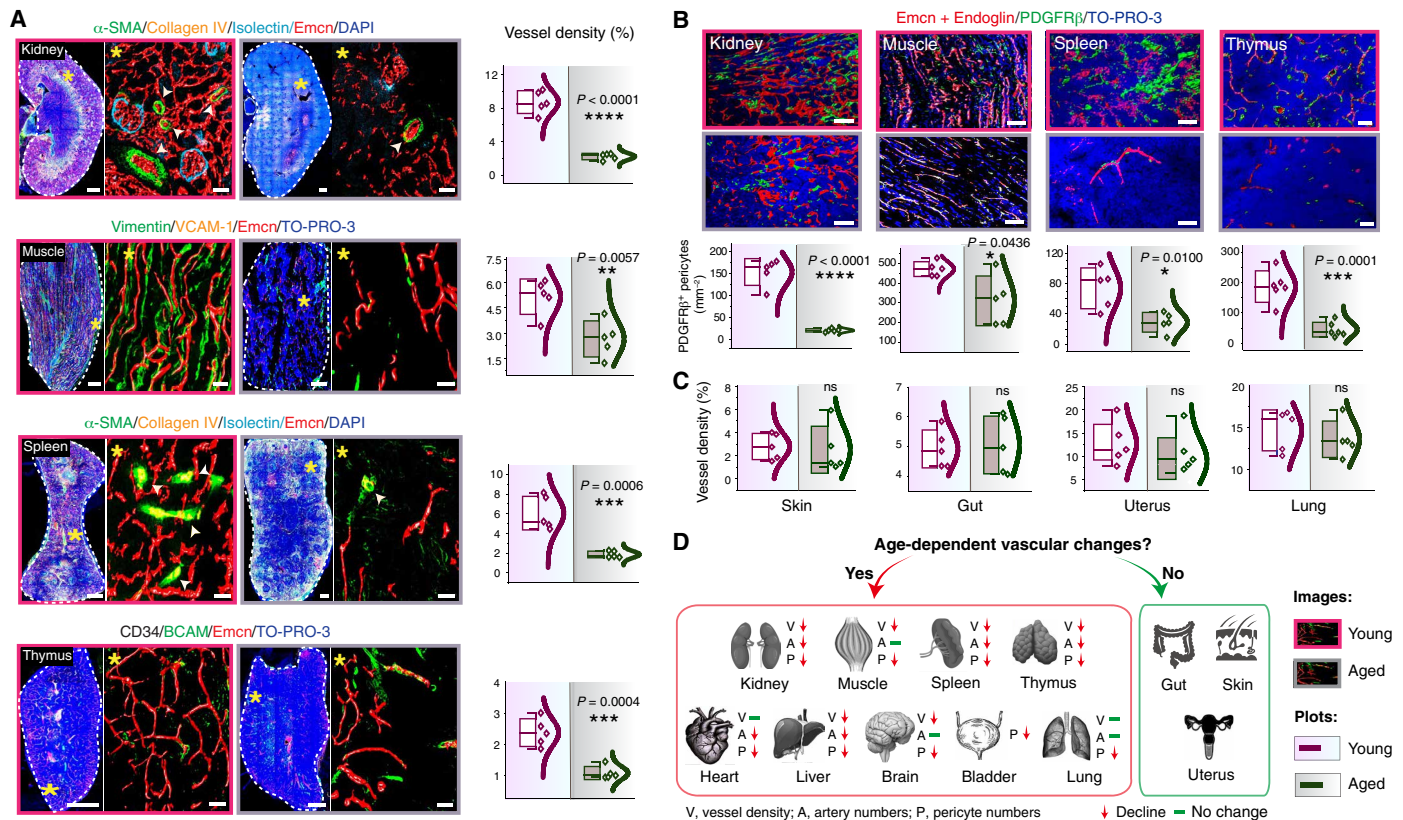 A
α-SMA/Collagen IV/Isolectin/Emcn/DAPI
Vessel density (%)
Kidney
*
*
*
*
12
8
4
0
P < 0.0001
****
Vimentin/VCAM-1/Emcn/TO-PRO-3
Muscle
*
*
*
*
7.5
6.0
4.5
3.0
1.5
P = 0.0057
**
α-SMA/Collagen IV/Isolectin/Emcn/DAPI
Spleen
*
*
*
*
10
8
6
4
2
0
P = 0.0006
***
CD34/BCAM/Emcn/TO-PRO-3
Thymus
*
*
*
*
4
3
2
1
P = 0.0004
***
B
Emcn + Endoglin/PDGFRβ/TO-PRO-3
Kidney
Muscle
Spleen
Thymus
PDGFRβ+ pericytes
(mm−2)
200
150
100
50
0
P < 0.0001
****
500
400
300
200
100
P = 0.0436
*
120
80
40
0
P = 0.0100
*
300
200
100
0
P = 0.0001
***
C
Vessel density (%)
8
6
4
2
0
ns
Skin
7
6
5
4
ns
Gut
25
20
15
10
5
ns
Uterus
20
15
10
ns
Lung
D
Age-dependent vascular changes?
Yes
No
V
A
P
Kidney
V
A
P
Muscle
V
A
P
Spleen
V
A
P
Thymus
V
A
P
Heart
V
A
P
Liver
V
A
P
Brain
P
Bladder
V
A
P
Lung
Gut
Skin
Uterus
V, vessel density; A, artery numbers; P, pericyte numbers
Decline
No change
Images:
Young
Aged
Plots:
Young
Aged